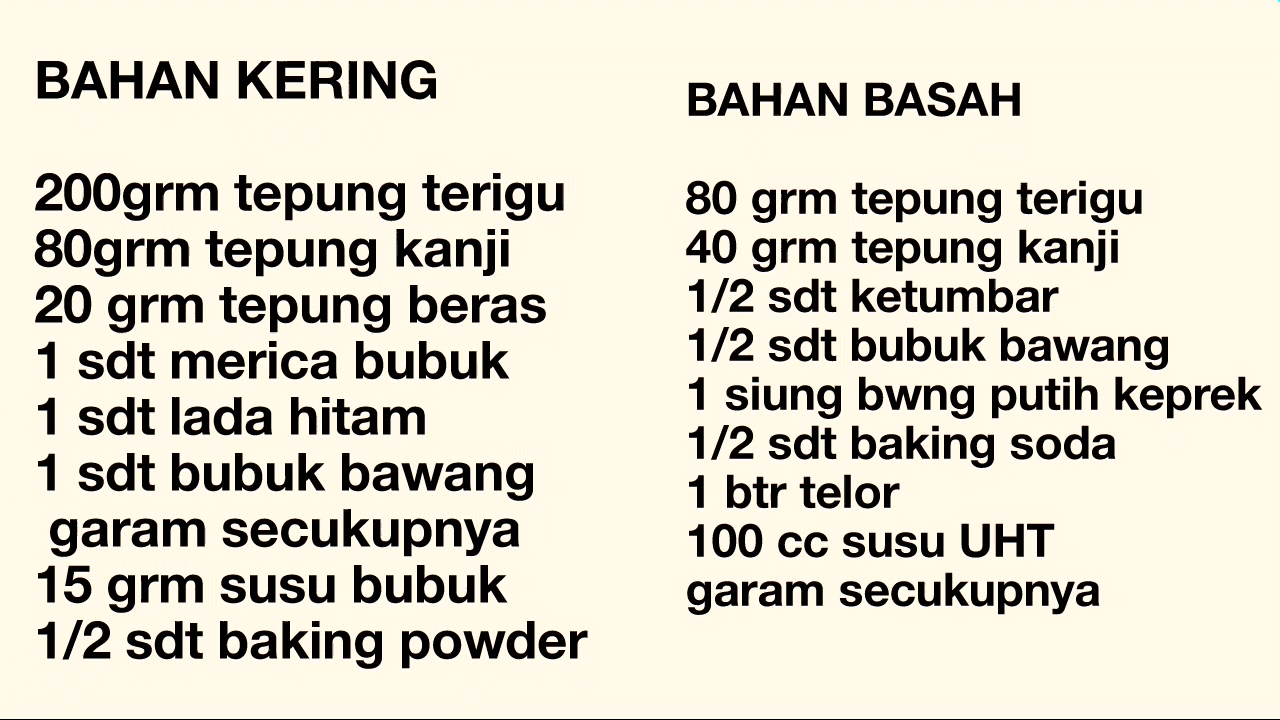 BAHAN KERING
200grm tepung terigu
80grm tepung kanji
20 grm tepung beras
1 sdt merica bubuk
1 sdt lada hitam
1 sdt bubuk bawang
garam secukupnya
15 grm susu bubuk
1/2 sdt baking powder
BAHAN BASAH
80 grm tepung terigu
40 grm tepung kanji
1/2 sdt ketumbar
1/2 sdt bubuk bawang
1 siung bwng putih keprek
1/2 sdt baking soda
1 btr telor
100 cc susu UHT
garam secukupnya